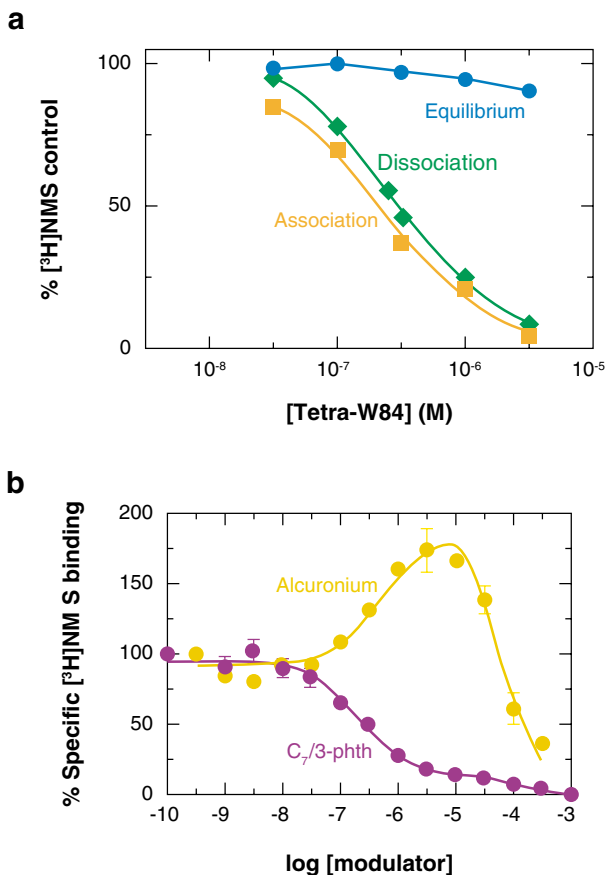 a
% [³H]NMS control
100
50
0
Equilibrium
Dissociation
Association
10⁻⁸
10⁻⁷
10⁻⁶
10⁻⁵
[Tetra-W84] (M)
b
% Specific [³H]NM S binding
200
150
100
50
0
Alcuronium
C₇/3-phth
-10
-9
-8
-7
-6
-5
-4
-3
log [modulator]